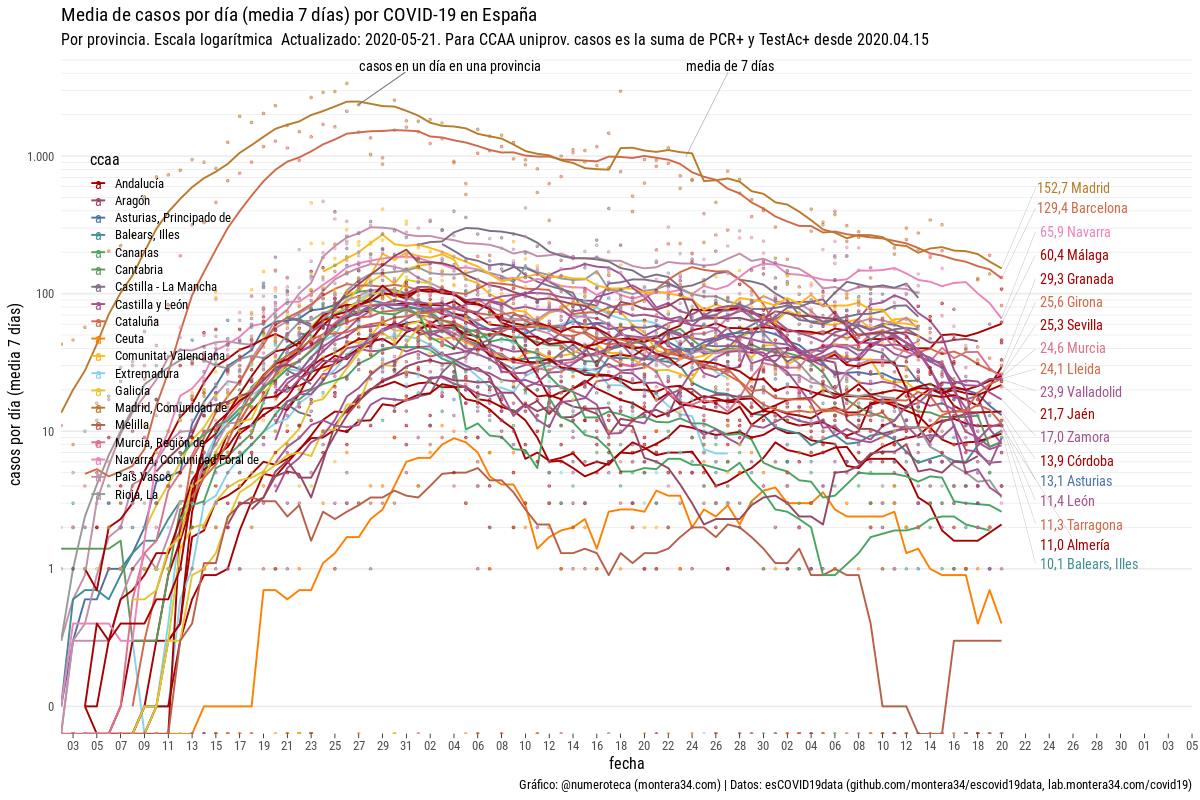 Media de casos por día (media 7 días) por COVID-19 en España
Por provincia. Escala logarítmica  Actualizado: 2020-05-21. Para CCAA uniprov. casos es la suma de PCR+ y TestAc+ desde 2020.04.15
casos en un día en una provincia
media de 7 días
casos por día (media 7 días)
1.000
100
10
1
0
ccaa
Andalucía
Aragón
Asturias, Principado de
Balears, Illes
Canarias
Cantabria
Castilla - La Mancha
Castilla y León
Cataluña
Ceuta
Comunitat Valenciana
Extremadura
Galicia
Madrid, Comunidad de
Melilla
Murcia, Región de
Navarra, Comunidad Foral de
País Vasco
Rioja, La
152,7 Madrid
129,4 Barcelona
65,9 Navarra
60,4 Málaga
29,3 Granada
25,6 Girona
25,3 Sevilla
24,6 Murcia
24,1 Lleida
23,9 Valladolid
21,7 Jaén
17,0 Zamora
13,9 Córdoba
13,1 Asturias
11,4 León
11,3 Tarragona
11,0 Almería
10,1 Balears, Illes
03 05 07 09 11 13 15 17 19 21 23 25 27 29 31 02 04 06 08 10 12 14 16 18 20 22 24 26 28 30 02 04 06 08 10 12 14 16 18 20 22 24 26 28 30 01 03 05
fecha
Gráfico: @numeroteca (montera34.com) | Datos: esCOVID19data (github.com/montera34/escovid19data, lab.montera34.com/covid19)